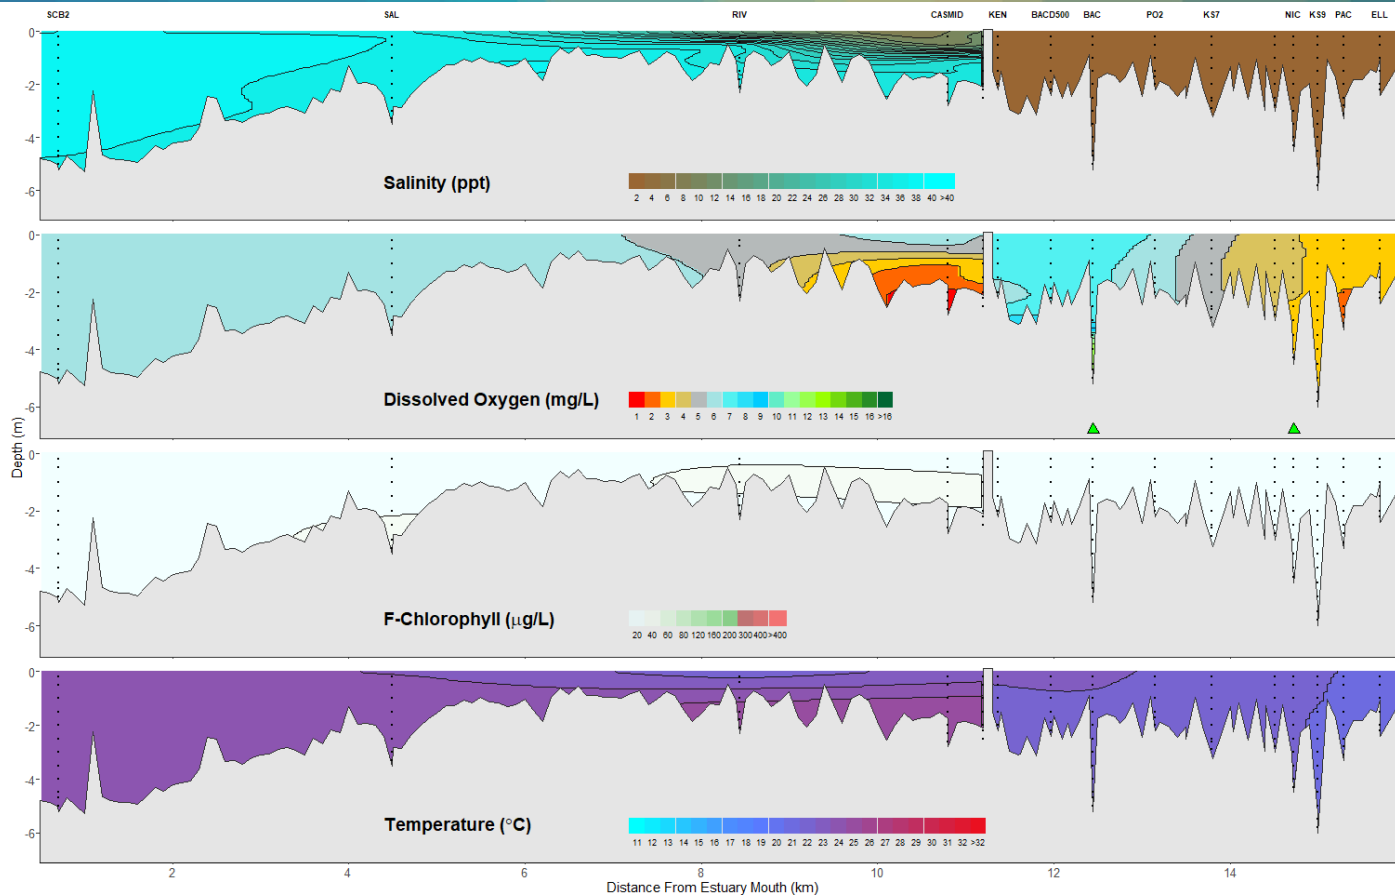 SCB2 SAL RIV CASMID KEN BACD500 BAC PO2 KS7 NIC KS9 PAC ELL
0
-2
-4
-6
Salinity (ppt)
2 4 6 8 10 12 14 16 18 20 22 24 26 28 30 32 34 36 38 40 >40
0
-2
-4
-6
Dissolved Oxygen (mg/L)
1 2 3 4 5 6 7 8 9 10 11 12 13 14 15 16 >16
Depth (m)
0
-2
-4
-6
F-Chlorophyll (μg/L)
20 40 60 80 120 160 200 300 400 >400
0
-2
-4
-6
Temperature (°C)
11 12 13 14 15 16 17 18 19 20 21 22 23 24 25 26 27 28 29 30 31 32 >32
2 4 6 8 10 12 14
Distance From Estuary Mouth (km)